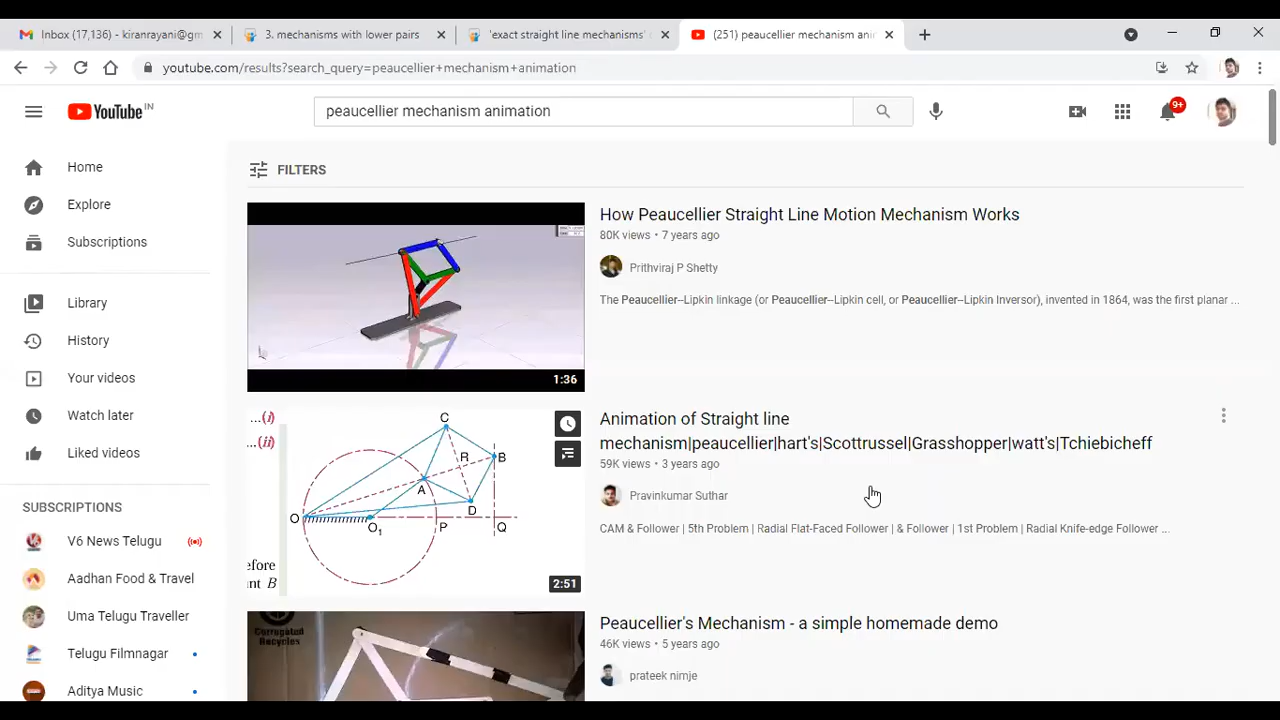 Inbox (17,136) - kiranrayani@gm
3. mechanisms with lower pairs
'exact straight line mechanisms'
(251) peaucellier mechanism ani
youtube.com/results?search_query=peaucellier+mechanism+animation
YouTube IN
peaucellier mechanism animation
9+
Home
Explore
Subscriptions
Library
History
Your videos
Watch later
Liked videos
SUBSCRIPTIONS
V6 News Telugu
Aadhan Food & Travel
Uma Telugu Traveller
Telugu Filmnagar
Aditya Music
FILTERS
1:36
How Peaucellier Straight Line Motion Mechanism Works
80K views • 7 years ago
Prithviraj P Shetty
The Peaucellier–Lipkin linkage (or Peaucellier–Lipkin cell, or Peaucellier–Lipkin Inversor), invented in 1864, was the first planar ...
...(i)
...(ii)
C
R
B
A
D
O
O1
P
Q
efore
nt B
2:51
Animation of Straight line
mechanism|peaucellier|hart's|Scottrussel|Grasshopper|watt's|Tchiebicheff
59K views • 3 years ago
Pravinkumar Suthar
CAM & Follower | 5th Problem | Radial Flat-Faced Follower | & Follower | 1st Problem | Radial Knife-edge Follower ...
Corrugated
Recycles
Peaucellier's Mechanism - a simple homemade demo
46K views • 5 years ago
prateek nimje